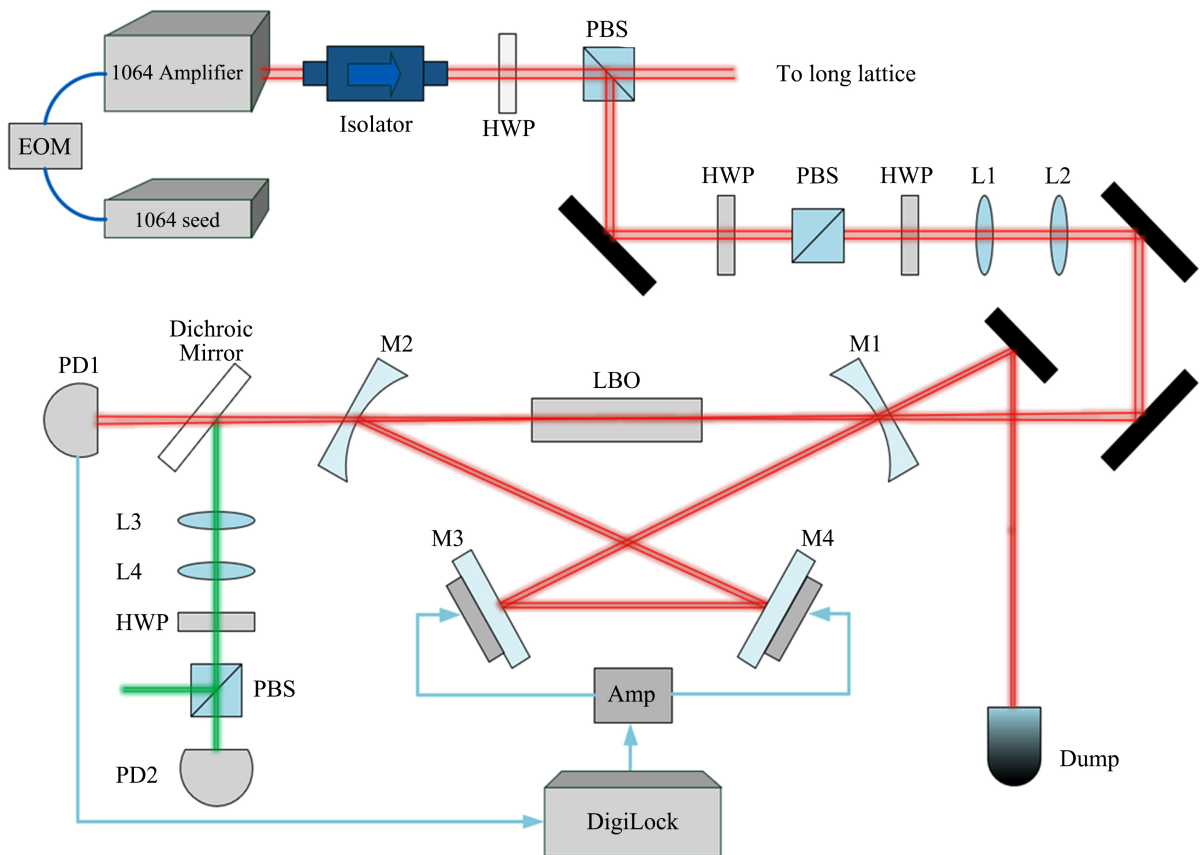 PBS
1064 Amplifier
To long lattice
Isolator
HWP
EOM
HWP
PBS
HWP
L1
L2
1064 seed
Dichroic
Mirror
M2
M1
PD1
LBO
L3
M3
M4
L4
HWP
PBS
Amp
PD2
Dump
DigiLock